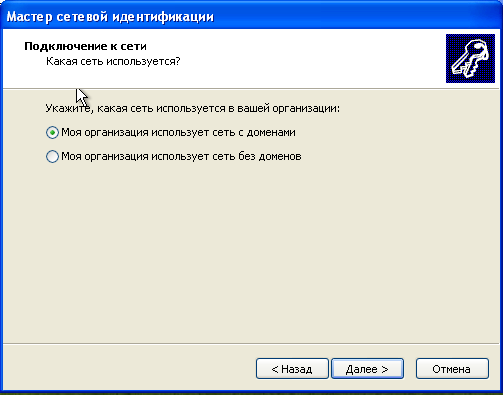 Мастер сетевой идентификации
Подключение к сети
Какая сеть используется?
Укажите, какая сеть используется в вашей организации:
Моя организация использует сеть с доменами
Моя организация использует сеть без доменов
< Назад
Далее >
Отмена